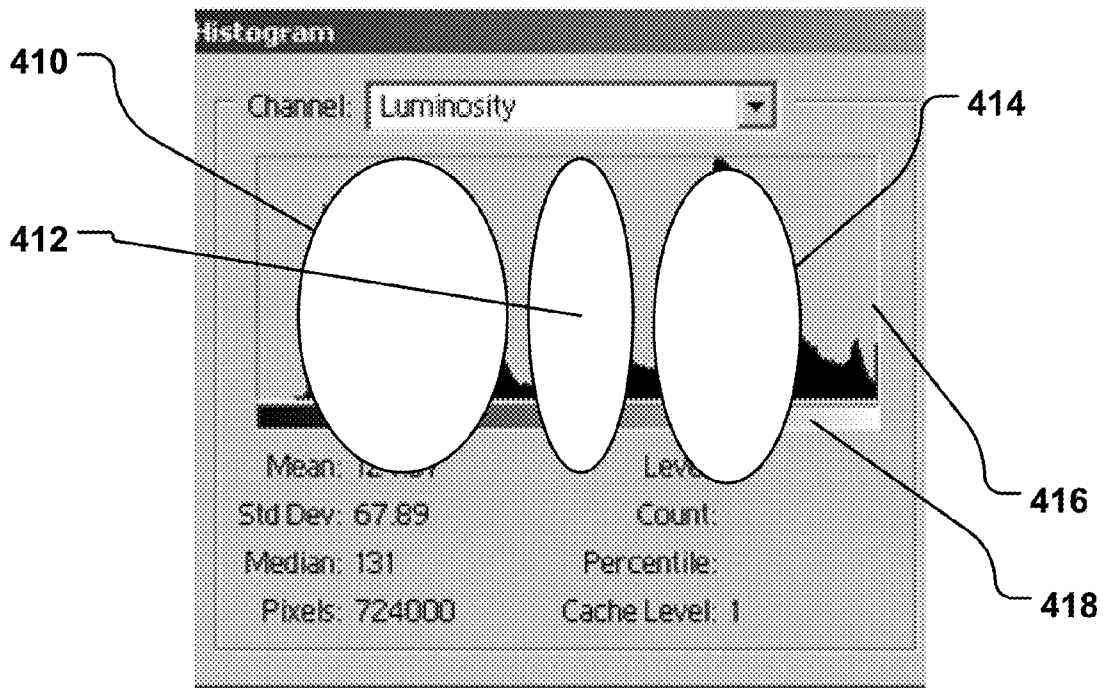 Histogram
410
Channel: Luminosity
414
412
Mean:
Std Dev: 67.89
Count:
416
Median: 131
Percentile:
Pixels: 724000
Cache Level: 1
418